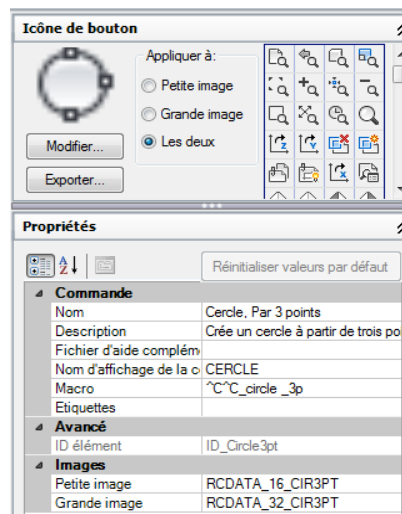 Icône de bouton
Appliquer à:
Petite image
Grande image
Les deux
Modifier...
Exporter...
Propriétés
Réinitialiser valeurs par défaut
Commande
Nom Cercle, Par 3 points
Description Crée un cercle à partir de trois po
Fichier d'aide complém
Nom d'affichage de la c CERCLE
Macro ^C^C_circle _3p
Etiquettes
Avancé
ID élément ID_Circle3pt
Images
Petite image RCDATA_16_CIR3PT
Grande image RCDATA_32_CIR3PT